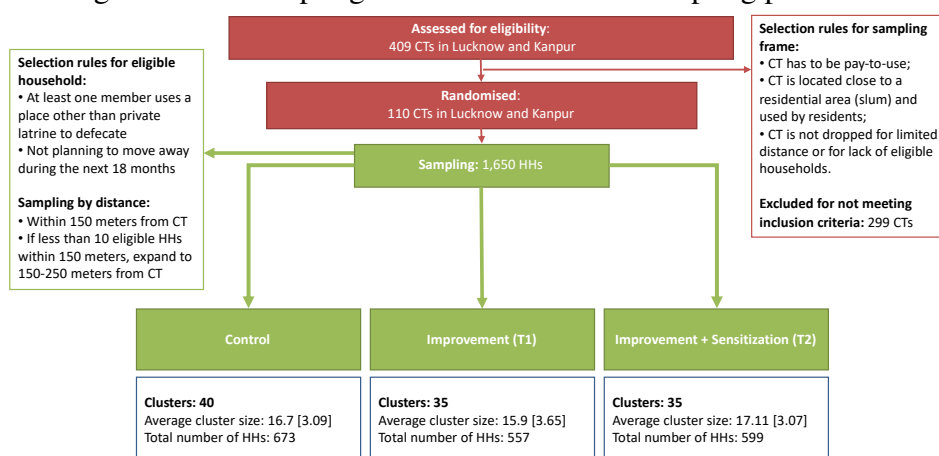 Assessed for eligibility:
409 CTs in Lucknow and Kanpur
Selection rules for eligible
household:
• At least one member uses a
place other than private
latrine to defecate
• Not planning to move away
during the next 18 months
Sampling by distance:
• Within 150 meters from CT
• If less than 10 eligible HHs
within 150 meters, expand to
150-250 meters from CT
Selection rules for sampling
frame:
• CT has to be pay-to-use;
• CT is located close to a
residential area (slum) and
used by residents;
• CT is not dropped for limited
distance or for lack of eligible
households.
Excluded for not meeting
inclusion criteria: 299 CTs
Randomised:
110 CTs in Lucknow and Kanpur
Sampling: 1,650 HHs
Control
Improvement (T1)
Improvement + Sensitization (T2)
Clusters: 40
Average cluster size: 16.7 [3.09]
Total number of HHs: 673
Clusters: 35
Average cluster size: 15.9 [3.65]
Total number of HHs: 557
Clusters: 35
Average cluster size: 17.11 [3.07]
Total number of HHs: 599